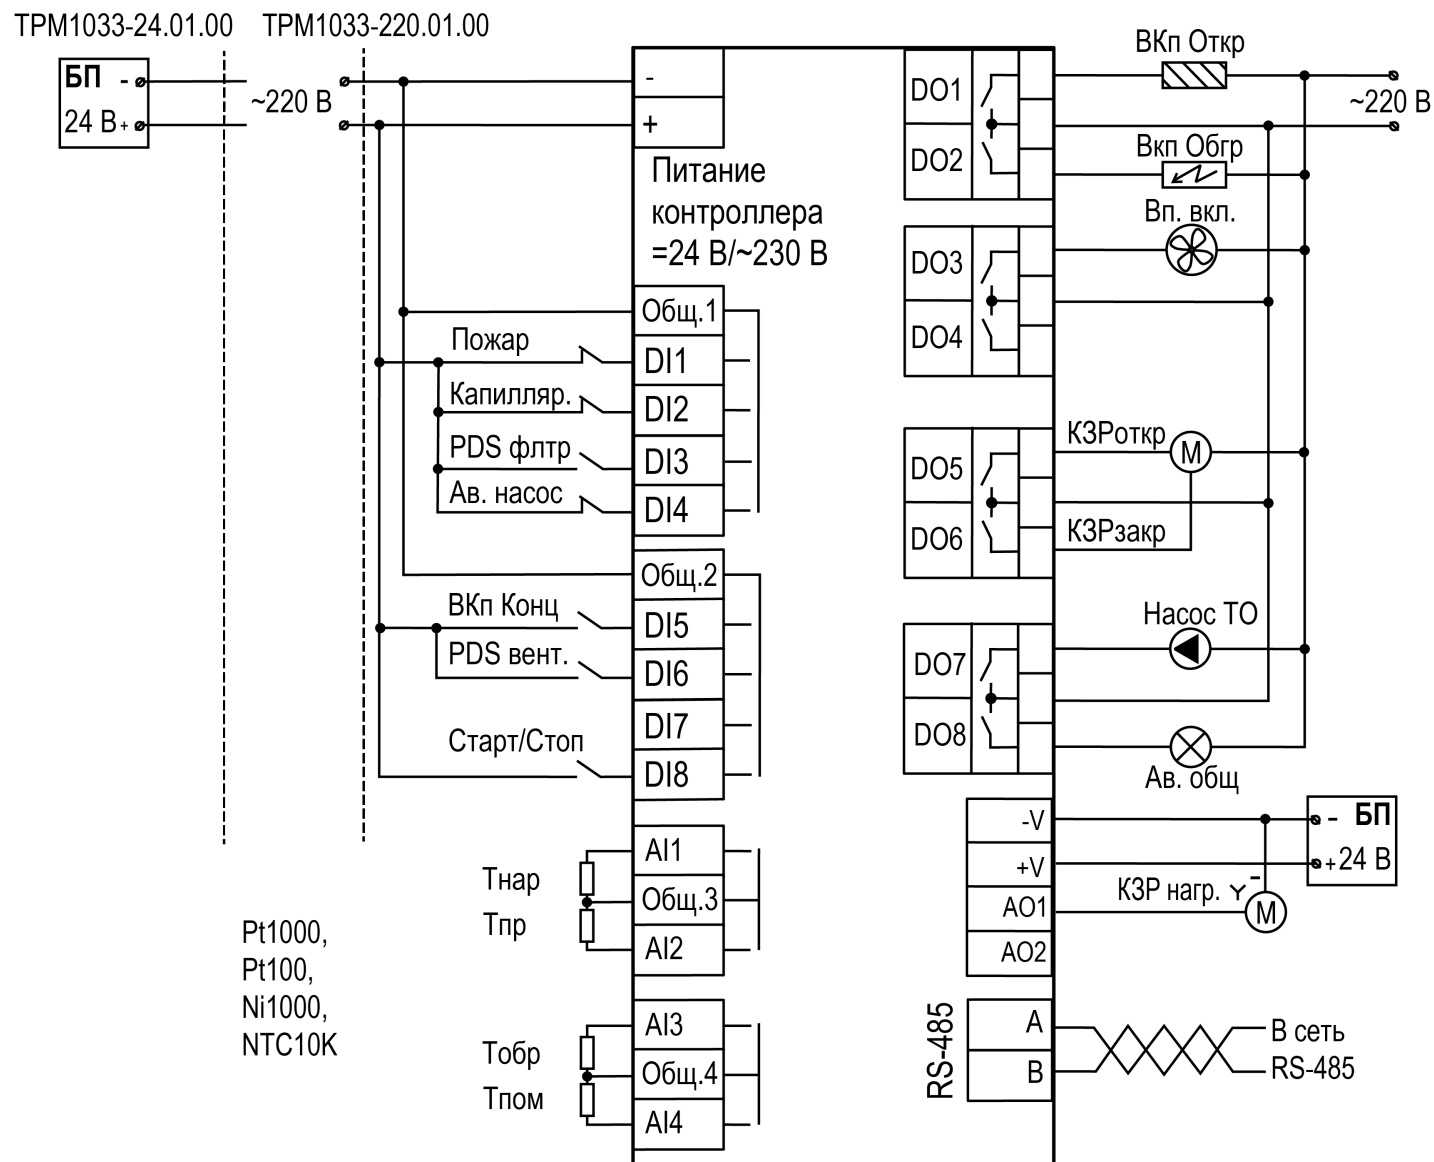 ТРМ1033-24.01.00
ТРМ1033-220.01.00
БП -
24 В +
~220 В
-
+
Питание
контроллера
=24 В/~230 В
Общ.1
Пожар
DI1
Капилляр.
DI2
PDS флтр
DI3
Ав. насос
DI4
Общ.2
ВКп Конц
DI5
PDS вент.
DI6
DI7
Старт/Стоп
DI8
AI1
Тнар
Общ.3
Тпр
AI2
Pt1000,
Pt100,
Ni1000,
NTC10K
AI3
Тобр
Общ.4
Тпом
AI4
ВКп Откр
DO1
~220 В
Вкп Обгр
DO2
Вп. вкл.
DO3
DO4
КЗРоткр
М
DO5
КЗРзакр
DO6
Насос ТО
DO7
DO8
Ав. общ
-V
- БП
+V
+24 В
AO1
КЗР нагр. Y -
М
AO2
RS-485
A
В сеть
B
RS-485